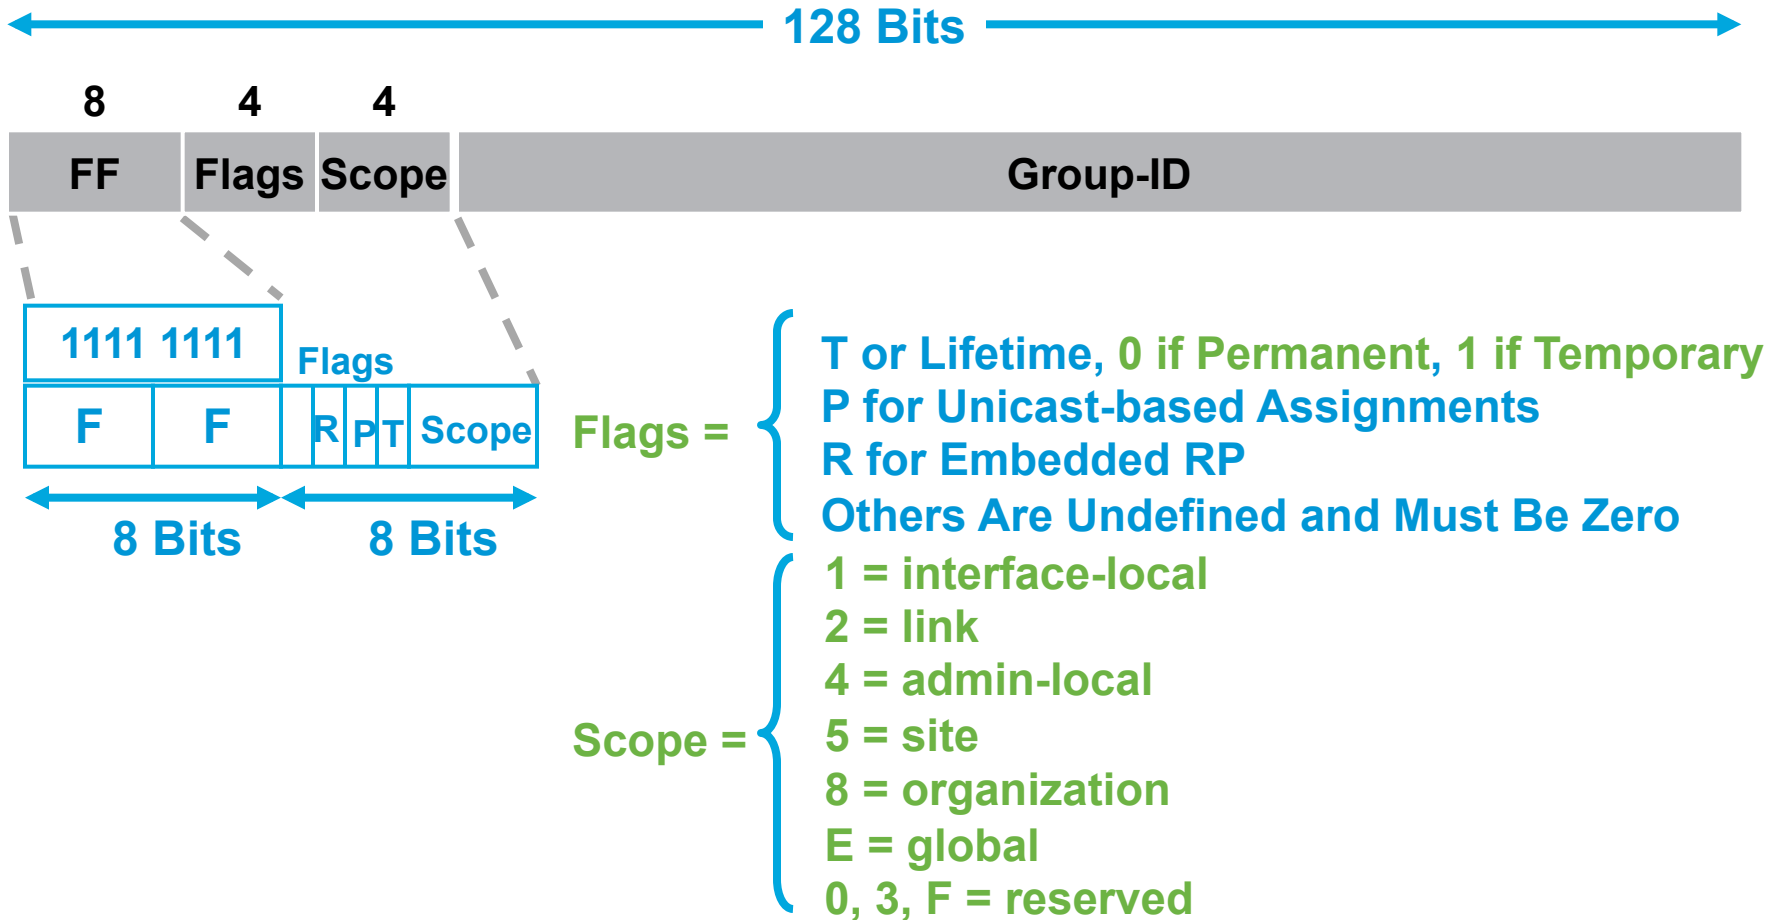 128 Bits
8 4 4
FF Flags Scope Group-ID
1111 1111
Flags
F F R P T Scope
8 Bits 8 Bits
Flags =
T or Lifetime, 0 if Permanent, 1 if Temporary
P for Unicast-based Assignments
R for Embedded RP
Others Are Undefined and Must Be Zero
Scope =
1 = interface-local
2 = link
4 = admin-local
5 = site
8 = organization
E = global
0, 3, F = reserved